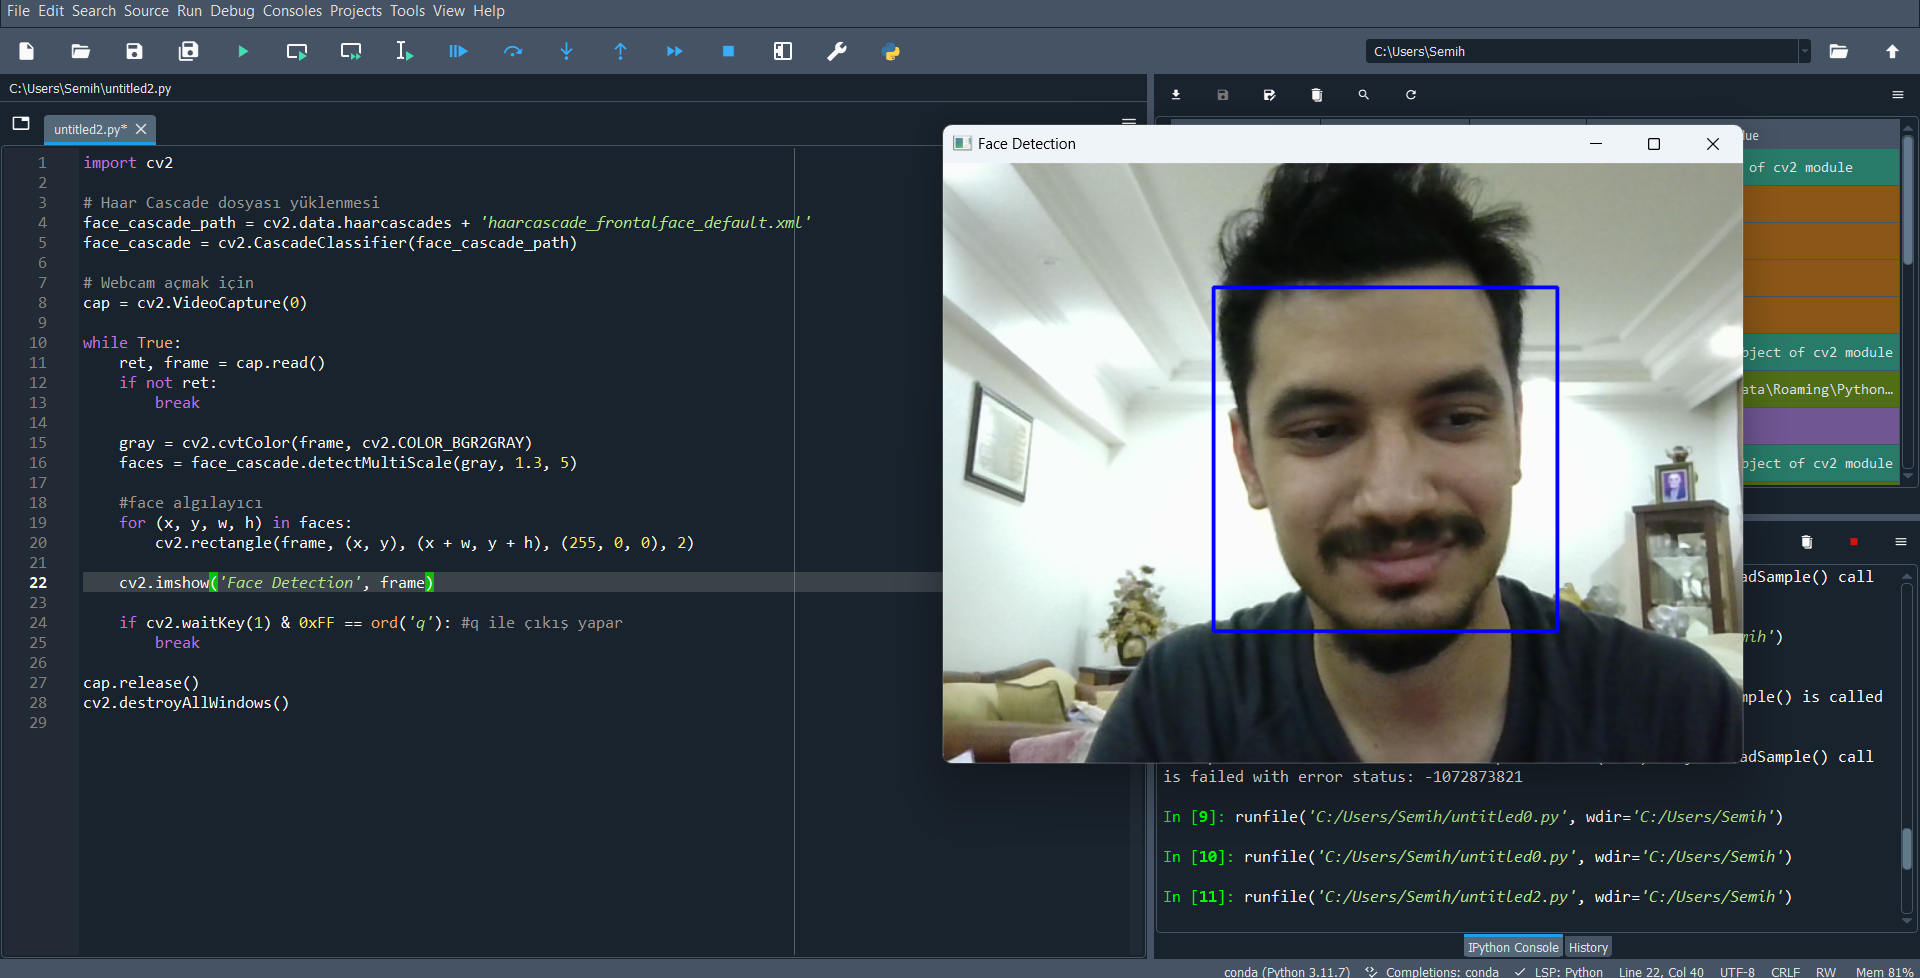 File Edit Search Source Run Debug Consoles Projects Tools View Help
C:\Users\Semih
C:\Users\Semih\untitled2.py
untitled2.py*
1 import cv2
2
3 # Haar Cascade dosyası yüklenmesi
4 face_cascade_path = cv2.data.haarcascades + 'haarcascade_frontalface_default.xml'
5 face_cascade = cv2.CascadeClassifier(face_cascade_path)
6
7 # Webcam açmak için
8 cap = cv2.VideoCapture(0)
9
10 while True:
11     ret, frame = cap.read()
12     if not ret:
13         break
14
15     gray = cv2.cvtColor(frame, cv2.COLOR_BGR2GRAY)
16     faces = face_cascade.detectMultiScale(gray, 1.3, 5)
17
18     #face algılayıcı
19     for (x, y, w, h) in faces:
20         cv2.rectangle(frame, (x, y), (x + w, y + h), (255, 0, 0), 2)
21
22     cv2.imshow('Face Detection', frame)
23
24     if cv2.waitKey(1) & 0xFF == ord('q'): #q ile çıkış yapar
25         break
26
27 cap.release()
28 cv2.destroyAllWindows()
29
Face Detection
of cv2 module
of cv2 module
\Roaming\Python...
of cv2 module
call
')
() is called
call
is failed with error status: -1072873821
In [9]: runfile('C:/Users/Semih/untitled0.py', wdir='C:/Users/Semih')
In [10]: runfile('C:/Users/Semih/untitled0.py', wdir='C:/Users/Semih')
In [11]: runfile('C:/Users/Semih/untitled2.py', wdir='C:/Users/Semih')
IPython Console History
conda (Python 3.11.7) Completions: conda LSP: Python Line 22, Col 40 UTF-8 CRLF RW Mem 81%